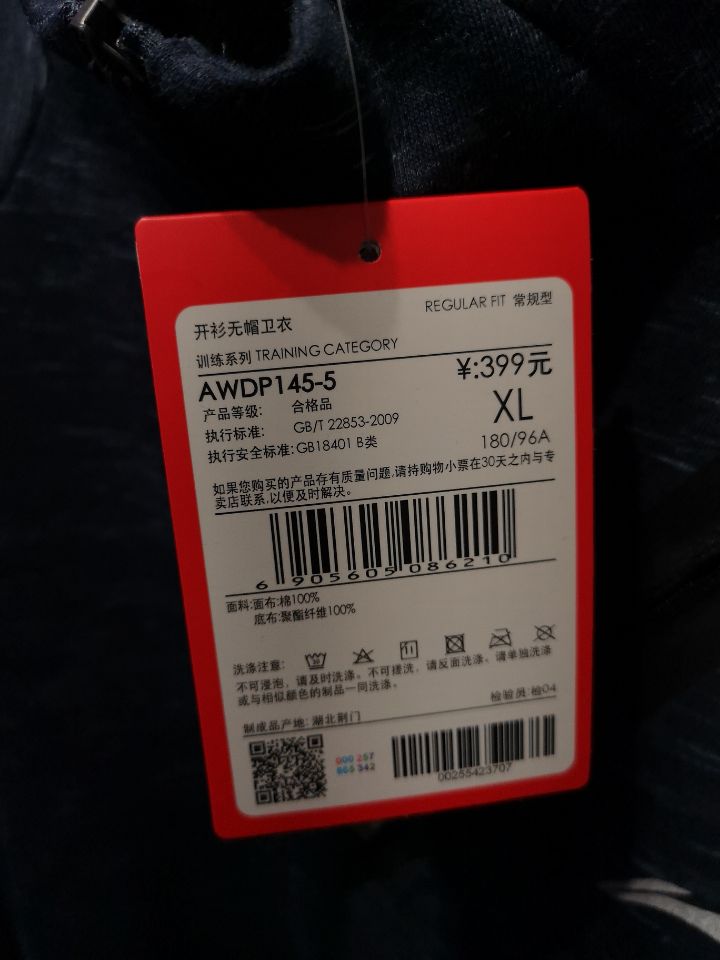 开衫无帽卫衣
REGULAR FIT 常规型
训练系列 TRAINING CATEGORY
AWDP145-5
¥:399元
产品等级: 合格品
XL
执行标准: GB/T 22853-2009
执行安全标准: GB18401 B类
180/96A
如果您购买的产品存有质量问题,请持购物小票在30天之内与专
卖店联系,以便及时解决。
6 905605 086210
面料:面布:棉100%
底布:聚酯纤维100%
洗涤注意: 30
不可浸泡, 请及时洗涤。不可搓洗, 请反面洗涤。请单独洗涤
或与相似颜色的制品一同洗涤。
检验员:检04
制成品产地: 湖北荆门
000 257
865 342
00255423707